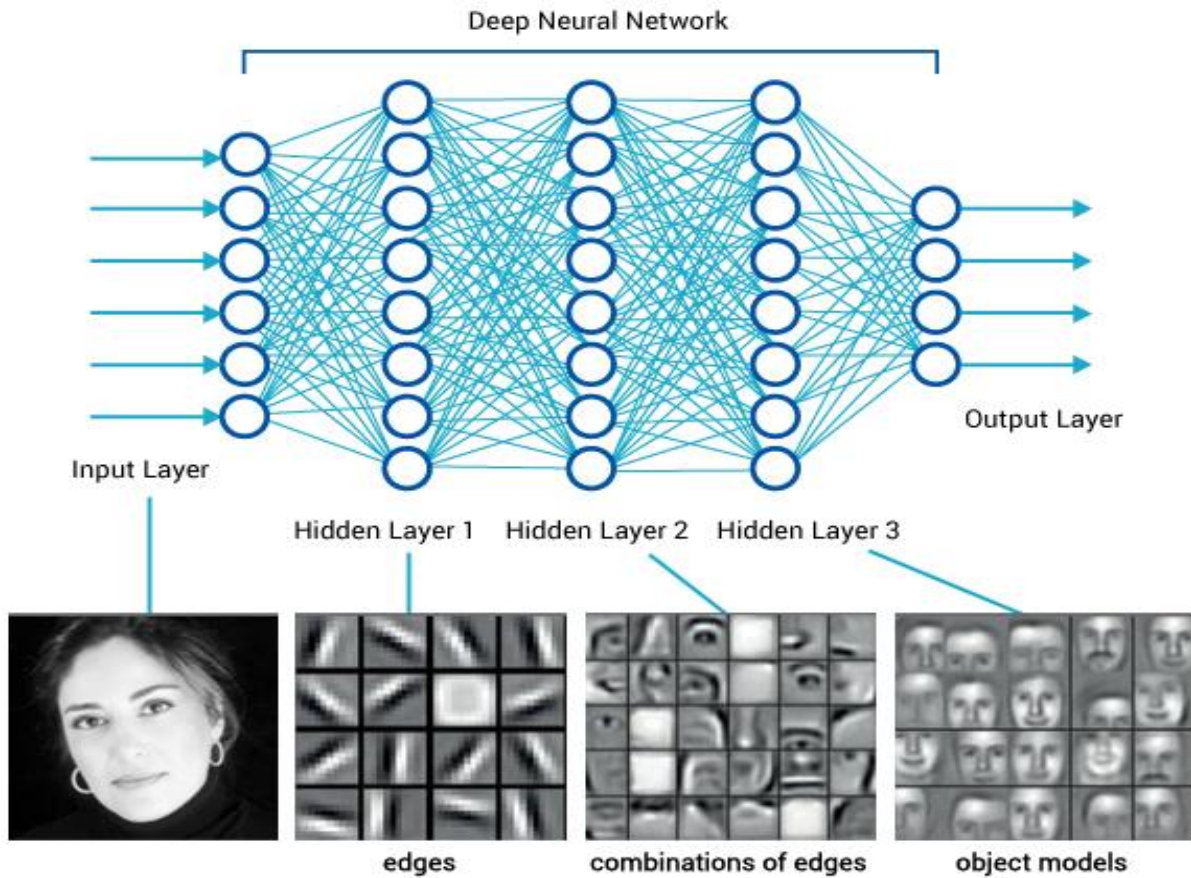 Deep Neural Network
Output Layer
Input Layer
Hidden Layer 1
Hidden Layer 2
Hidden Layer 3
edges
combinations of edges
object models